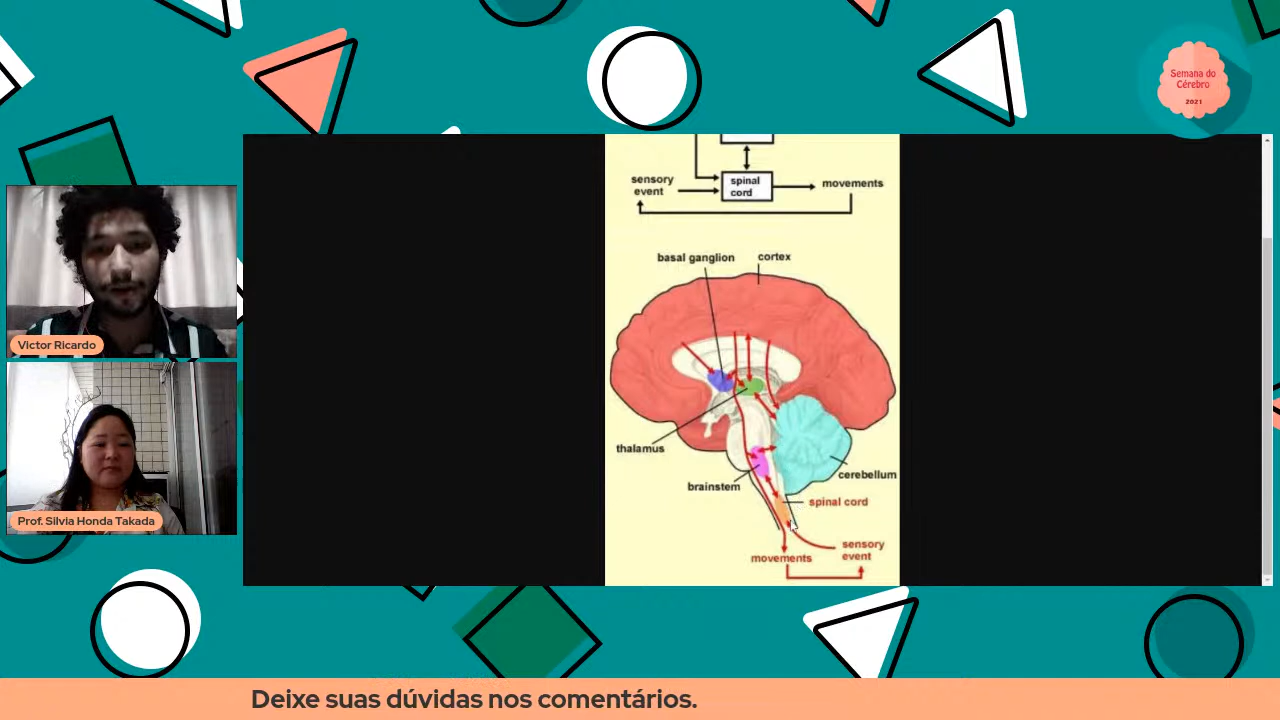 Semana do
Cérebro
2021
sensory
event
spinal
cord
movements
basal ganglion
cortex
thalamus
brainstem
cerebellum
spinal cord
sensory
event
movements
Victor Ricardo
Prof. Silvia Honda Takada
Deixe suas dúvidas nos comentários.